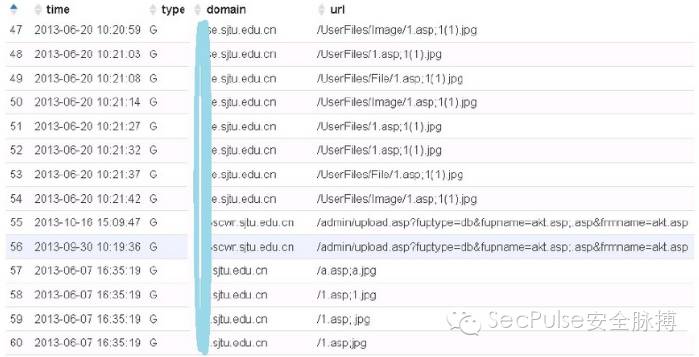 time type domain url
47 2013-06-20 10:20:59 G se.sjtu.edu.cn /UserFiles/Image/1.asp;1(1).jpg
48 2013-06-20 10:21:03 G se.sjtu.edu.cn /UserFiles/1.asp;1(1).jpg
49 2013-06-20 10:21:08 G se.sjtu.edu.cn /UserFiles/File/1.asp;1(1).jpg
50 2013-06-20 10:21:14 G se.sjtu.edu.cn /UserFiles/Image/1.asp;1(1).jpg
51 2013-06-20 10:21:27 G se.sjtu.edu.cn /UserFiles/1.asp;1(1).jpg
52 2013-06-20 10:21:32 G se.sjtu.edu.cn /UserFiles/1.asp;1(1).jpg
53 2013-06-20 10:21:37 G se.sjtu.edu.cn /UserFiles/File/1.asp;1(1).jpg
54 2013-06-20 10:21:42 G se.sjtu.edu.cn /UserFiles/Image/1.asp;1(1).jpg
55 2013-10-16 15:09:47 G scwr.sjtu.edu.cn /admin/upload.asp?fuptype=db&fupname=akt.asp;.asp&frmname=akt.asp
56 2013-09-30 10:19:36 G scwr.sjtu.edu.cn /admin/upload.asp?fuptype=db&fupname=akt.asp;.asp&frmname=akt.asp
57 2013-06-07 16:35:19 G .sjtu.edu.cn /a.asp;a.jpg
58 2013-06-07 16:35:19 G .sjtu.edu.cn /1.asp;1.jpg
59 2013-06-07 16:35:19 G .sjtu.edu.cn /1.asp;.jpg
60 2013-06-07 16:35:19 G .sjtu.edu.cn /1.asp;jpg
SecPulse安全脉搏